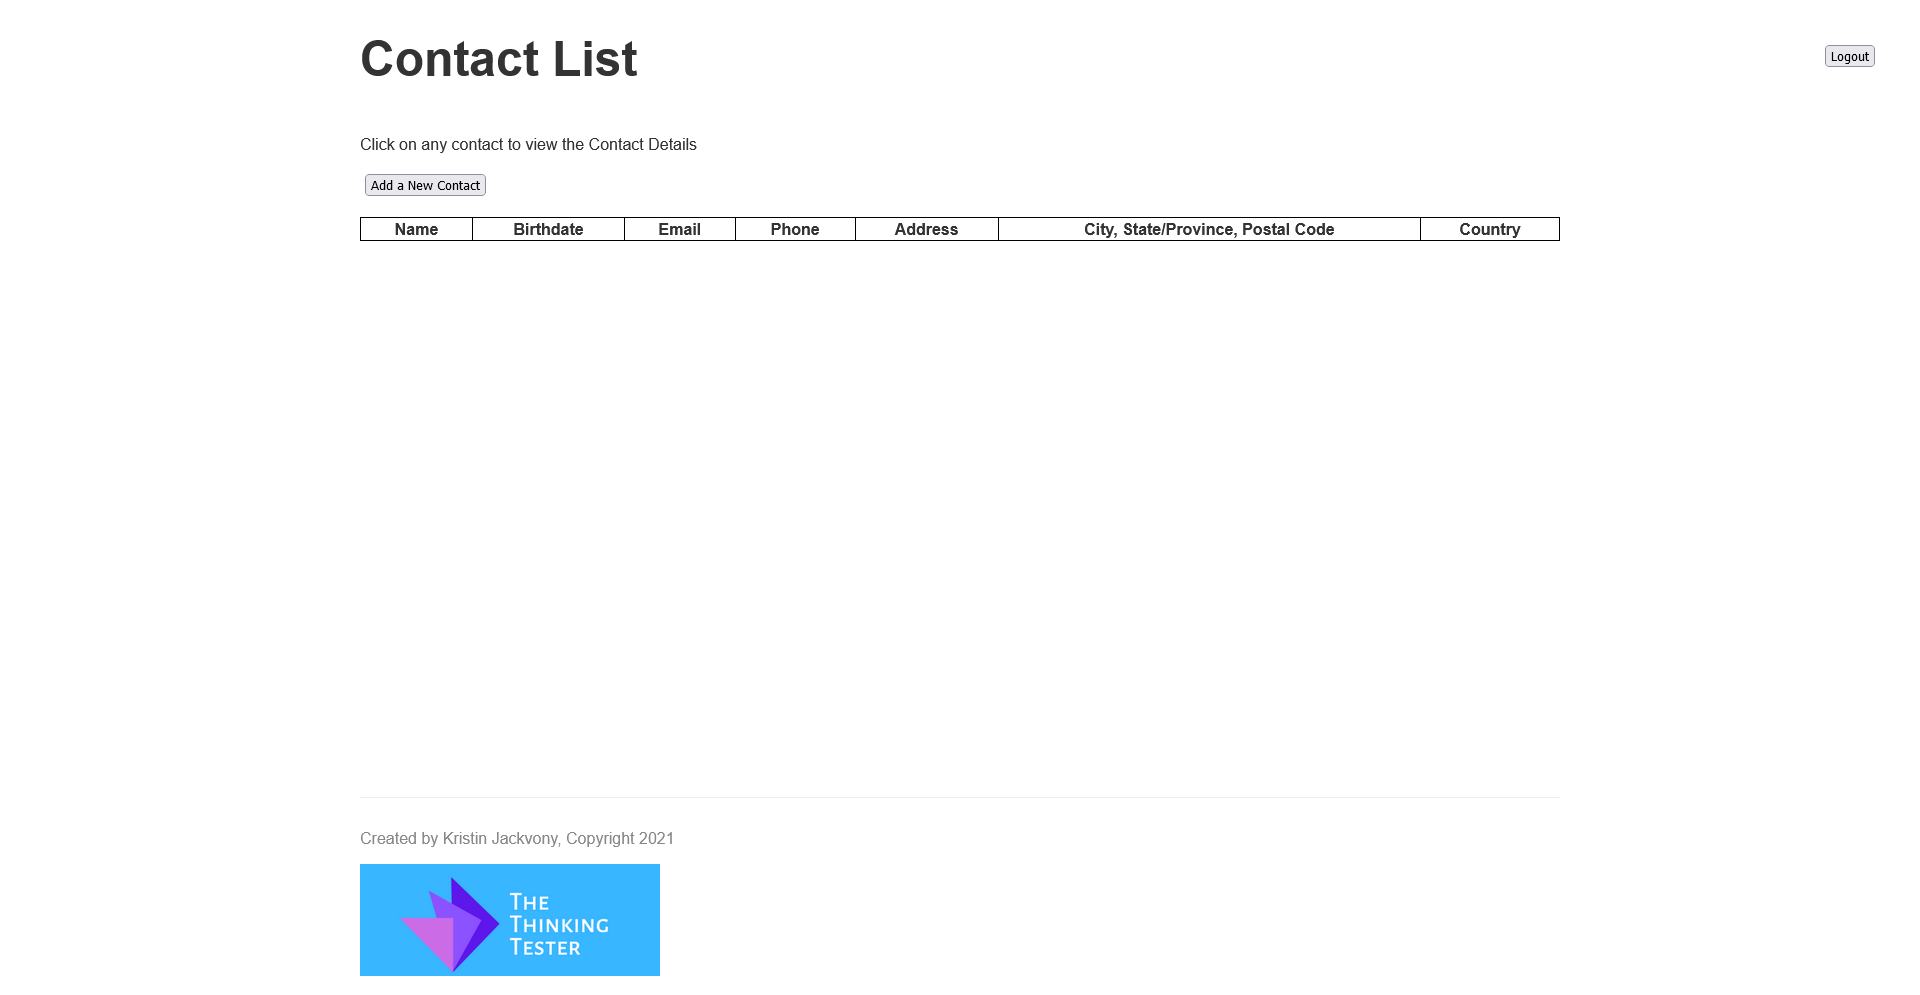 Contact List
Logout
Click on any contact to view the Contact Details
Add a New Contact
Name Birthdate Email Phone Address City, State/Province, Postal Code Country
Created by Kristin Jackvony, Copyright 2021
The
Thinking
Tester